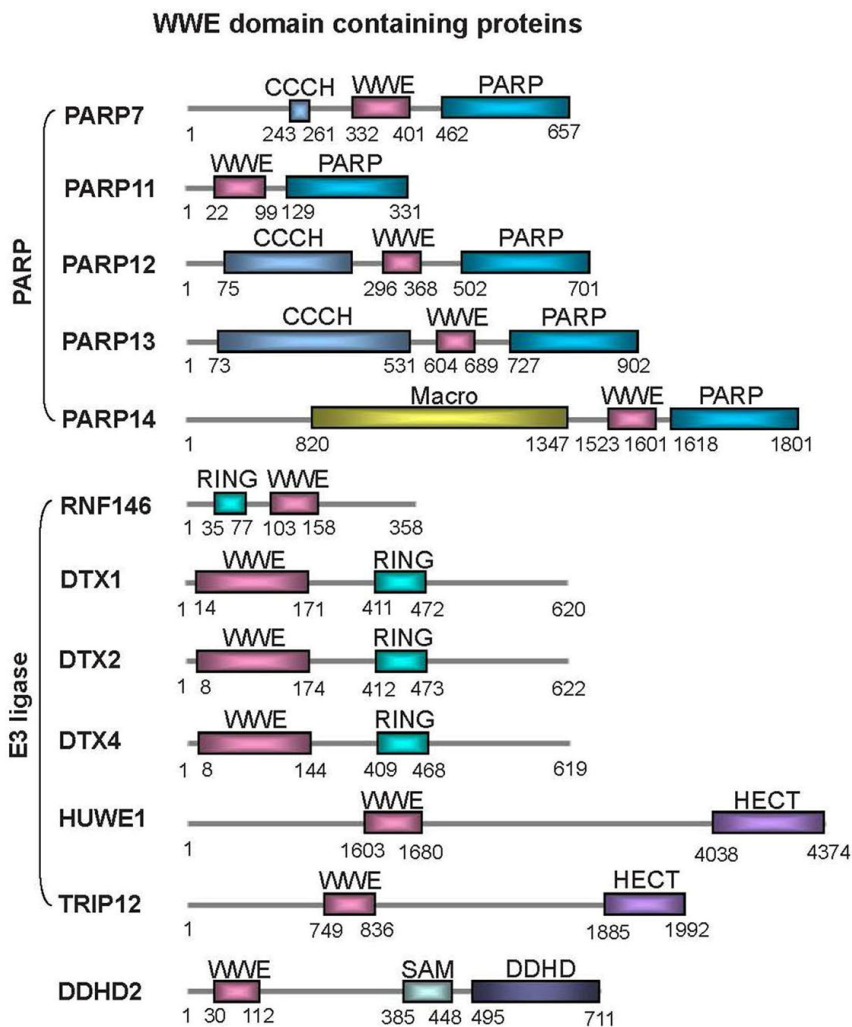 WWE domain containing proteins
PARP
PARP7
CCCH WWE PARP
1 243 261 332 401 462 657
PARP11
WWE PARP
1 22 99 129 331
PARP12
CCCH WWE PARP
1 75 296 368 502 701
PARP13
CCCH WWE PARP
1 73 531 604 689 727 902
PARP14
Macro WWE PARP
1 820 1347 1523 1601 1618 1801
E3 ligase
RNF146
RING WWE
1 35 77 103 158 358
DTX1
WWE RING
1 14 171 411 472 620
DTX2
WWE RING
1 8 174 412 473 622
DTX4
WWE RING
1 8 144 409 468 619
HUWE1
WWE HECT
1 1603 1680 4038 4374
TRIP12
WWE HECT
1 749 836 1885 1992
DDHD2
WWE SAM DDHD
1 30 112 385 448 495 711